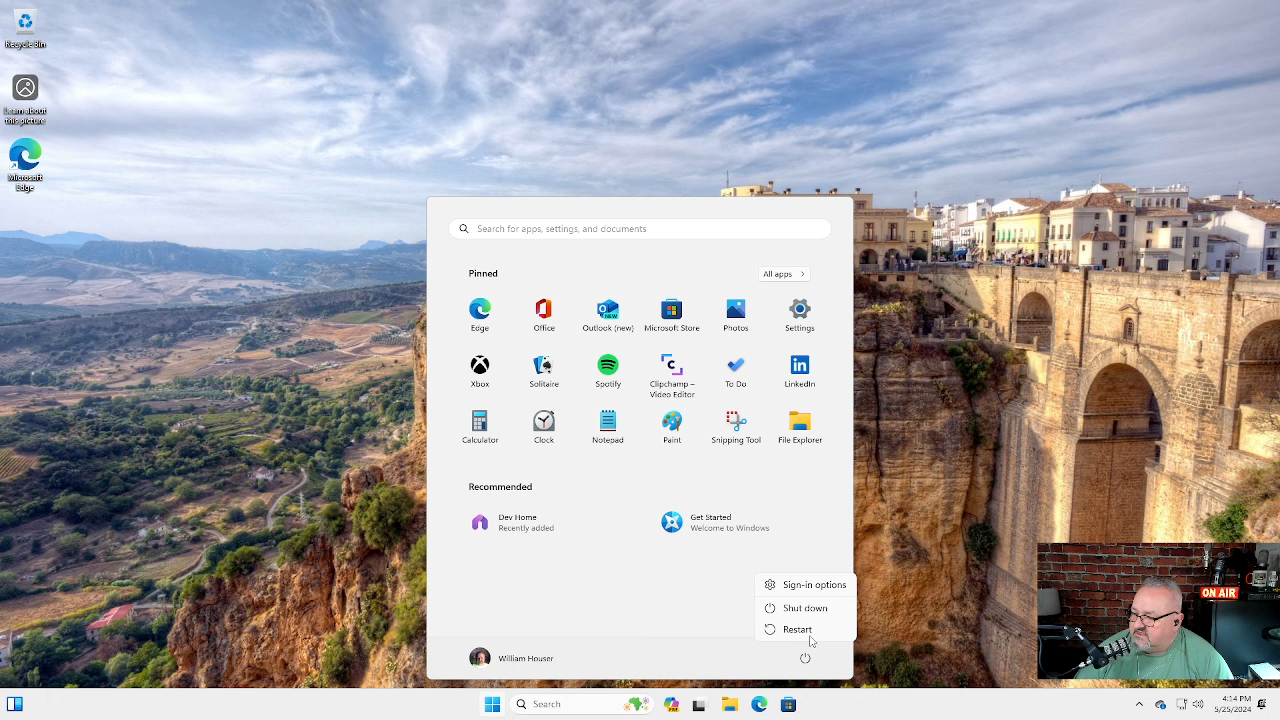 Recycle Bin
Learn about
this picture
Microsoft
Edge
Search for apps, settings, and documents
Pinned
All apps
Edge
Office
Outlook (new)
Microsoft Store
Photos
Settings
Xbox
Solitaire
Spotify
Clipchamp –
Video Editor
To Do
LinkedIn
Calculator
Clock
Notepad
Paint
Snipping Tool
File Explorer
Recommended
Dev Home
Recently added
Get Started
Welcome to Windows
Sign-in options
Shut down
Restart
William Houser
ON AIR
Search
4:14 PM
5/25/2024